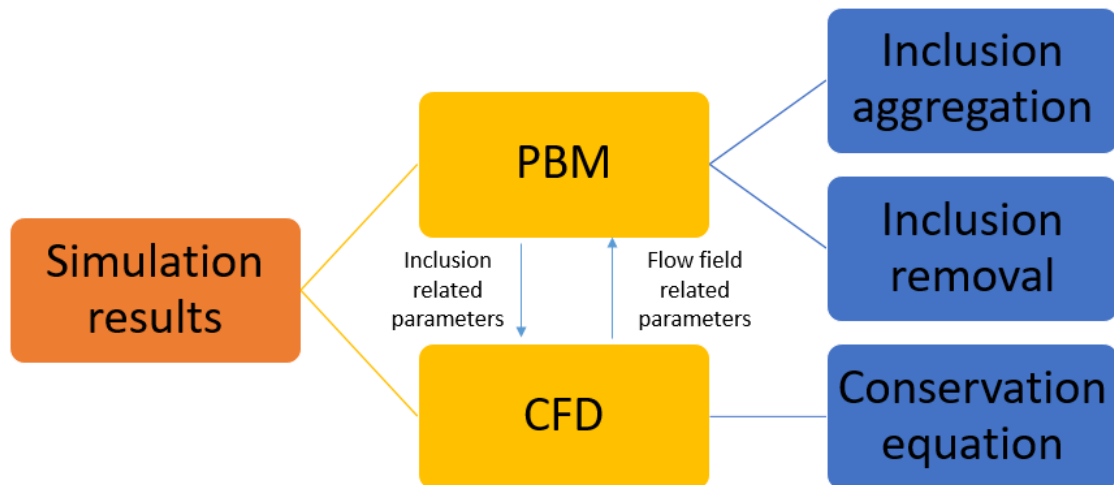 Inclusion
aggregation
PBM
Inclusion
removal
Simulation
results
Inclusion
related
parameters
Flow field
related
parameters
CFD
Conservation
equation